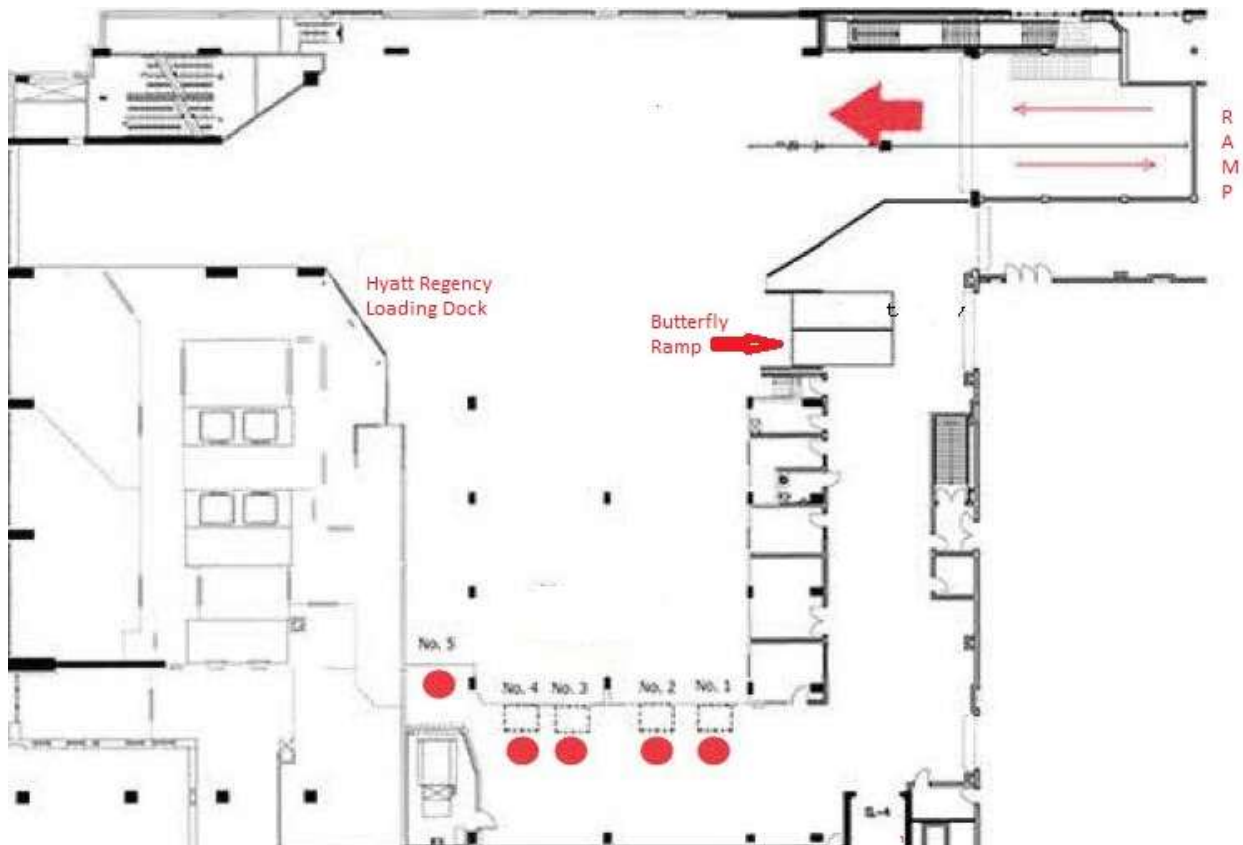 R
A
M
P
Hyatt Regency
Loading Dock
Butterfly
Ramp
No. 5
No. 4
No. 3
No. 2
No. 1